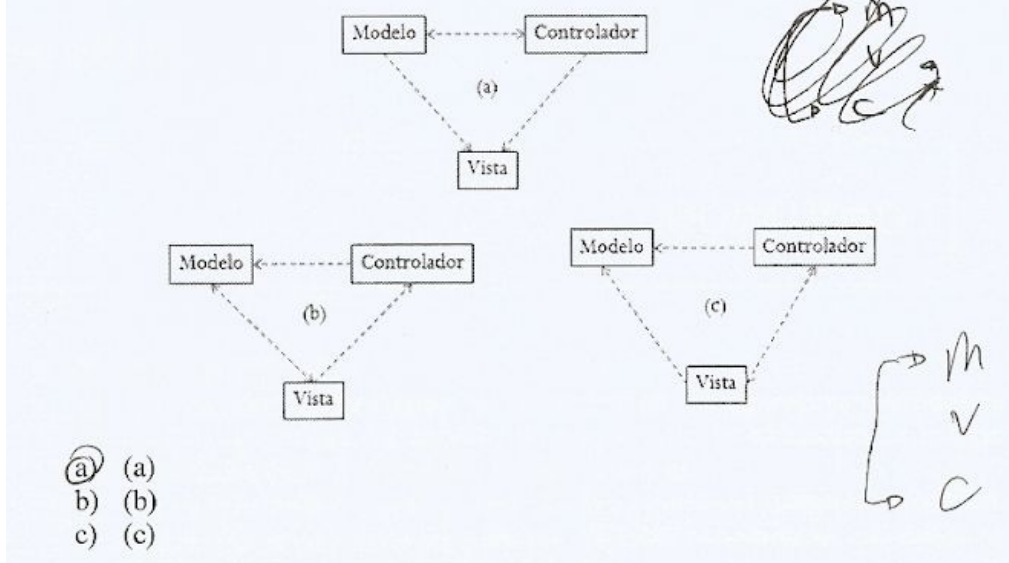 Modelo Controlador
(a)
Vista
Modelo Controlador
(b)
Vista
Modelo Controlador
(c)
Vista
m
v
c
a) (a)
b) (b)
c) (c)